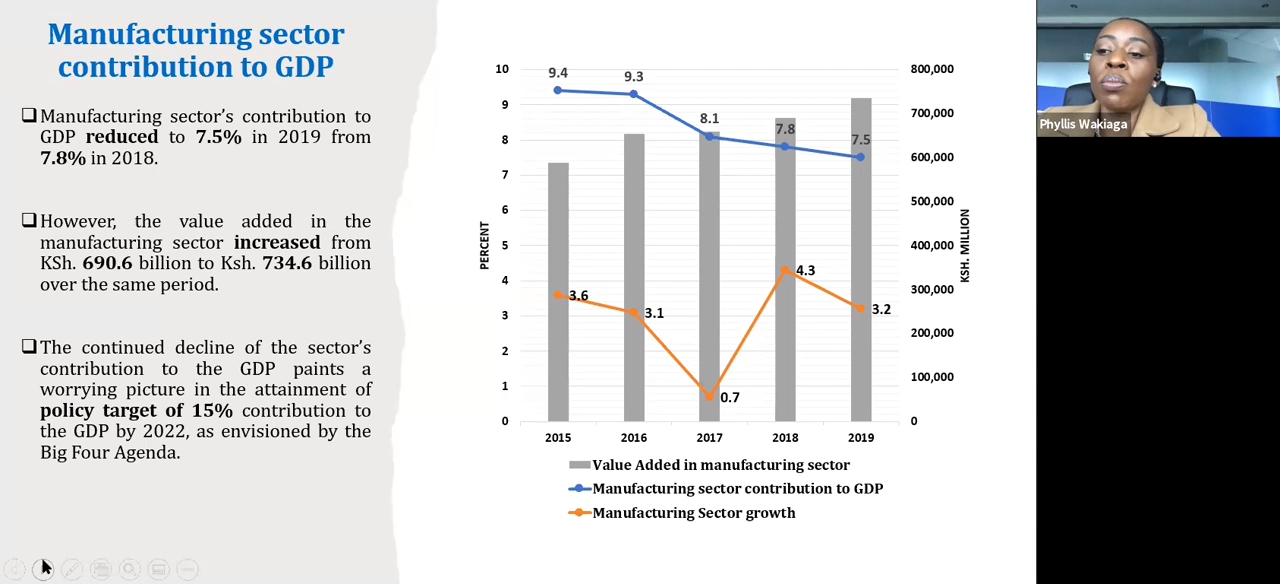 Manufacturing sector
contribution to GDP
Manufacturing sector's contribution to
GDP reduced to 7.5% in 2019 from
7.8% in 2018.
However, the value added in the
manufacturing sector increased from
KSh. 690.6 billion to Ksh. 734.6 billion
over the same period.
The continued decline of the sector's
contribution to the GDP paints a
worrying picture in the attainment of
policy target of 15% contribution to
the GDP by 2022, as envisioned by the
Big Four Agenda.
PERCENT
10
9
8
7
6
5
4
3
2
1
0
9.4
9.3
8.1
7.8
7.5
3.6
3.1
0.7
4.3
3.2
800,000
700,000
600,000
500,000
400,000
300,000
200,000
100,000
0
KSH. MILLION
2015 2016 2017 2018 2019
Value Added in manufacturing sector
Manufacturing sector contribution to GDP
Manufacturing Sector growth
Phyllis Wakiaga